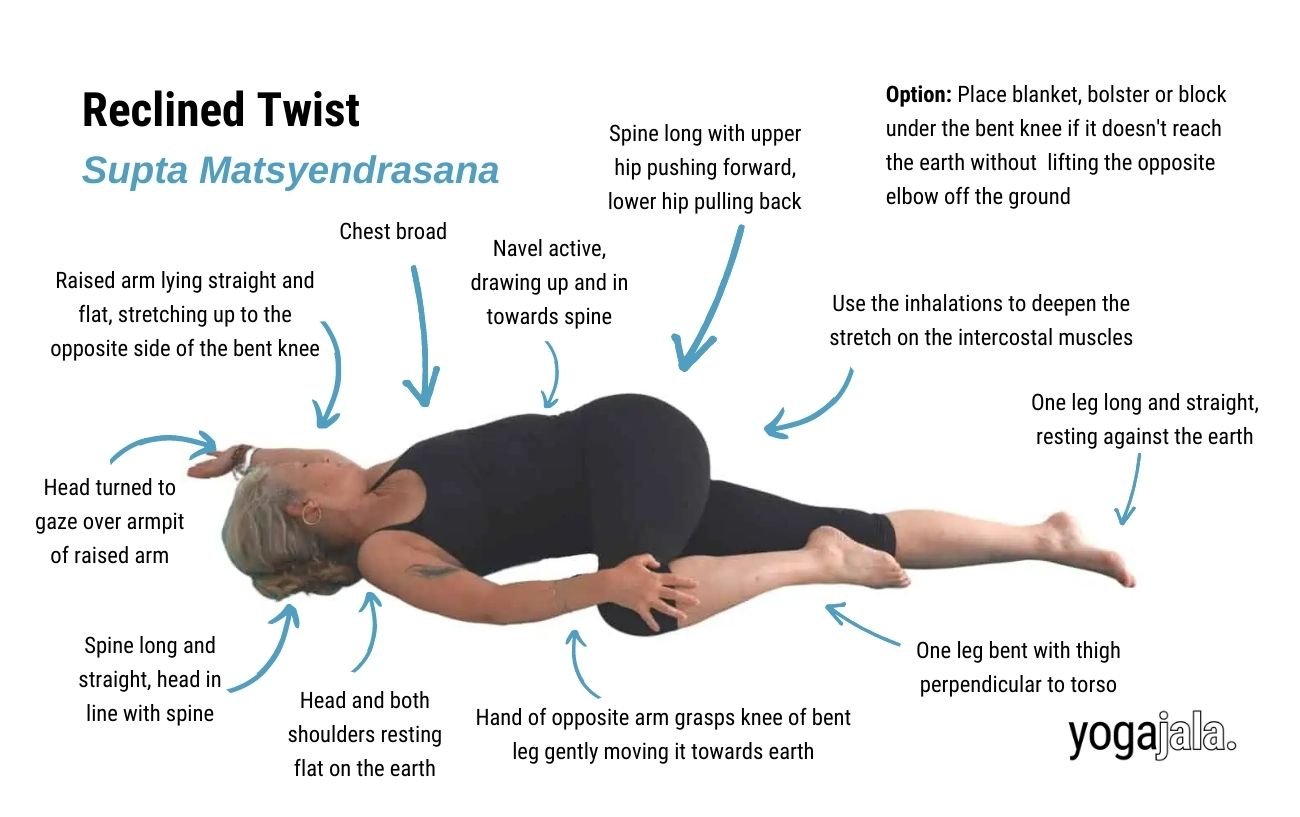 Reclined Twist
Supta Matsyendrasana
Option: Place blanket, bolster or block
under the bent knee if it doesn't reach
the earth without  lifting the opposite
elbow off the ground
Spine long with upper
hip pushing forward,
lower hip pulling back
Chest broad
Navel active,
drawing up and in
towards spine
Raised arm lying straight and
flat, stretching up to the
opposite side of the bent knee
Use the inhalations to deepen the
stretch on the intercostal muscles
One leg long and straight,
resting against the earth
Head turned to
gaze over armpit
of raised arm
Spine long and
straight, head in
line with spine
Head and both
shoulders resting
flat on the earth
Hand of opposite arm grasps knee of bent
leg gently moving it towards earth
One leg bent with thigh
perpendicular to torso
yogajala.